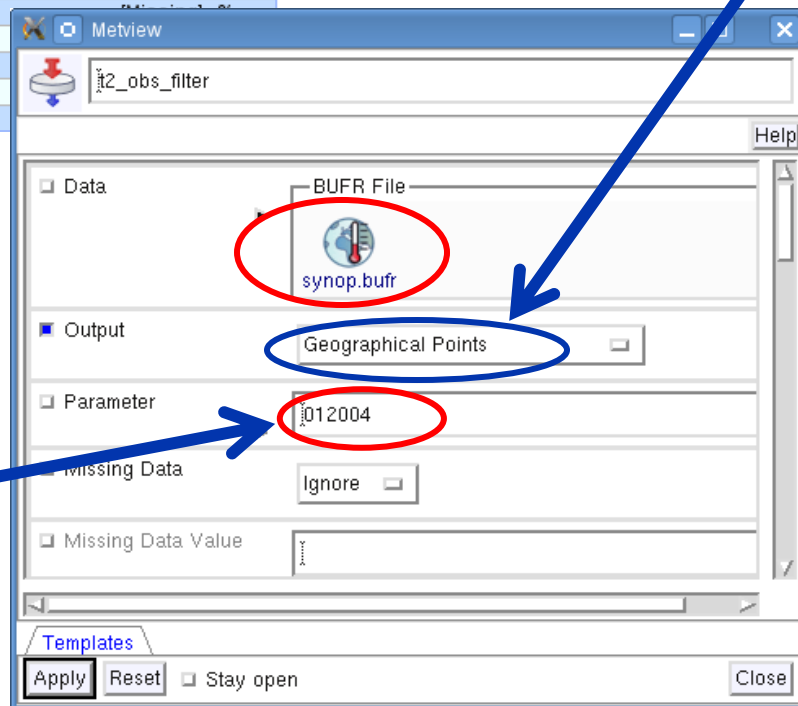 Metview
t2_obs_filter
Help
Data
BUFR File
synop.bufr
Output
Geographical Points
Parameter
012004
Missing Data
Ignore
Missing Data Value
Templates
Apply
Reset
Stay open
Close